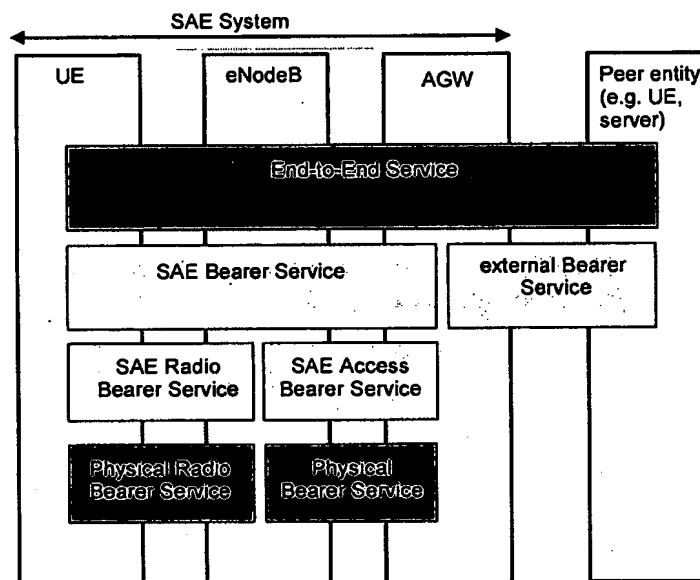 SAE System
UE
eNodeB
AGW
Peer entity
(e.g. UE,
server)
End-to-End Service
SAE Bearer Service
external Bearer
Service
SAE Radio
Bearer Service
SAE Access
Bearer Service
Physical Radio
Bearer Service
Physical
Bearer Service